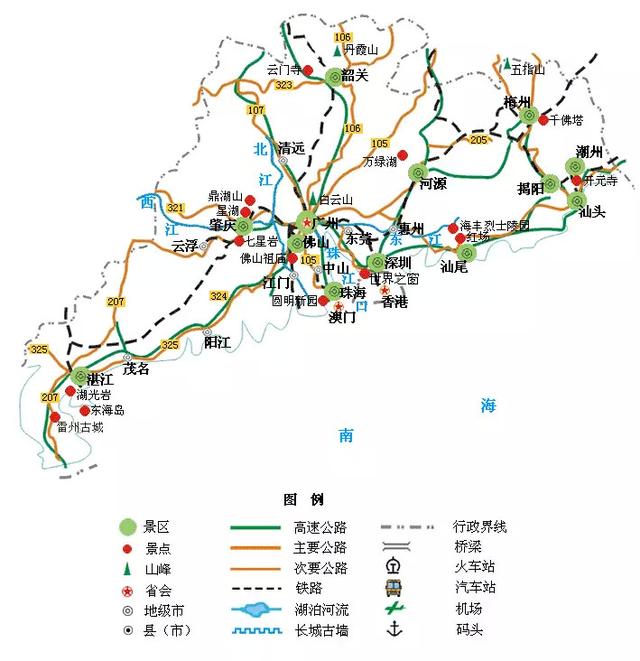 106
丹霞山
云门寺
韶关
五指山
323
107
106
梅州
千佛塔
清远
北
江
105
万绿湖
205
潮州
河源
揭阳
开元寺
汕头
鼎湖山
白云山
西
江
321
星湖
肇庆
广州
惠州
海丰烈士陵园
东莞
东
江
红场
云浮
七星岩
佛山
佛山祖庙
105
珠
江
口
中山
深圳
世界之窗
汕尾
江门
圆明新园
珠海
香港
澳门
207
324
325
325
阳江
茂名
湛江
湖光岩
207
东海岛
雷州古城
南
海
图 例
景区
高速公路
行政界线
景点
主要公路
桥梁
山峰
次要公路
火车站
省会
铁路
汽车站
地级市
湖泊河流
机场
县（市）
长城古墙
码头